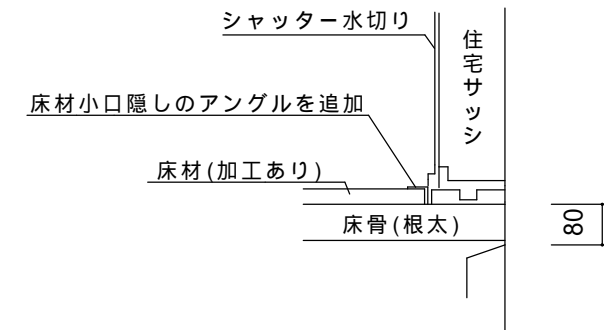 シャッター水切り
住宅サッシ
床材小口隠しのアングルを追加
床材(加工あり)
床骨(根太)
80